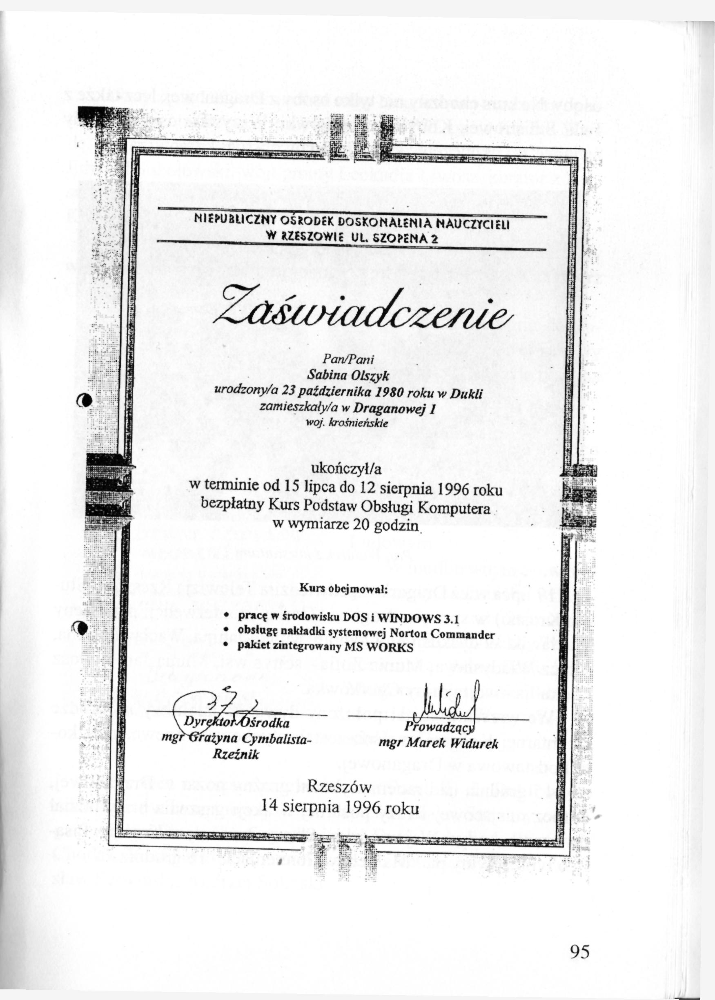 NIEPUBLICZNY OŚRODEK DOSKONALENIA NAUCZYCIELI
W RZESZOWIE UL. SZOPENA 2
Zaświadczenie
Pan/Pani
Sabina Olszyk
urodzony/a 23 października 1980 roku w Dukli
zamieszkały/a w Draganowej 1
woj. krośnieńskie
ukończył/a
w terminie od 15 lipca do 12 sierpnia 1996 roku
bezpłatny Kurs Podstaw Obsługi Komputera
w wymiarze 20 godzin
Kurs obejmował:
• pracę w środowisku DOS i WINDOWS 3.1
• obsługę nakładki systemowej Norton Commander
• pakiet zintegrowany MS WORKS
Dyrektor Ośrodka
mgr Grażyna Cymbalista-
Rzeźnik
Prowadzący
mgr Marek Widurek
Rzeszów
14 sierpnia 1996 roku
95